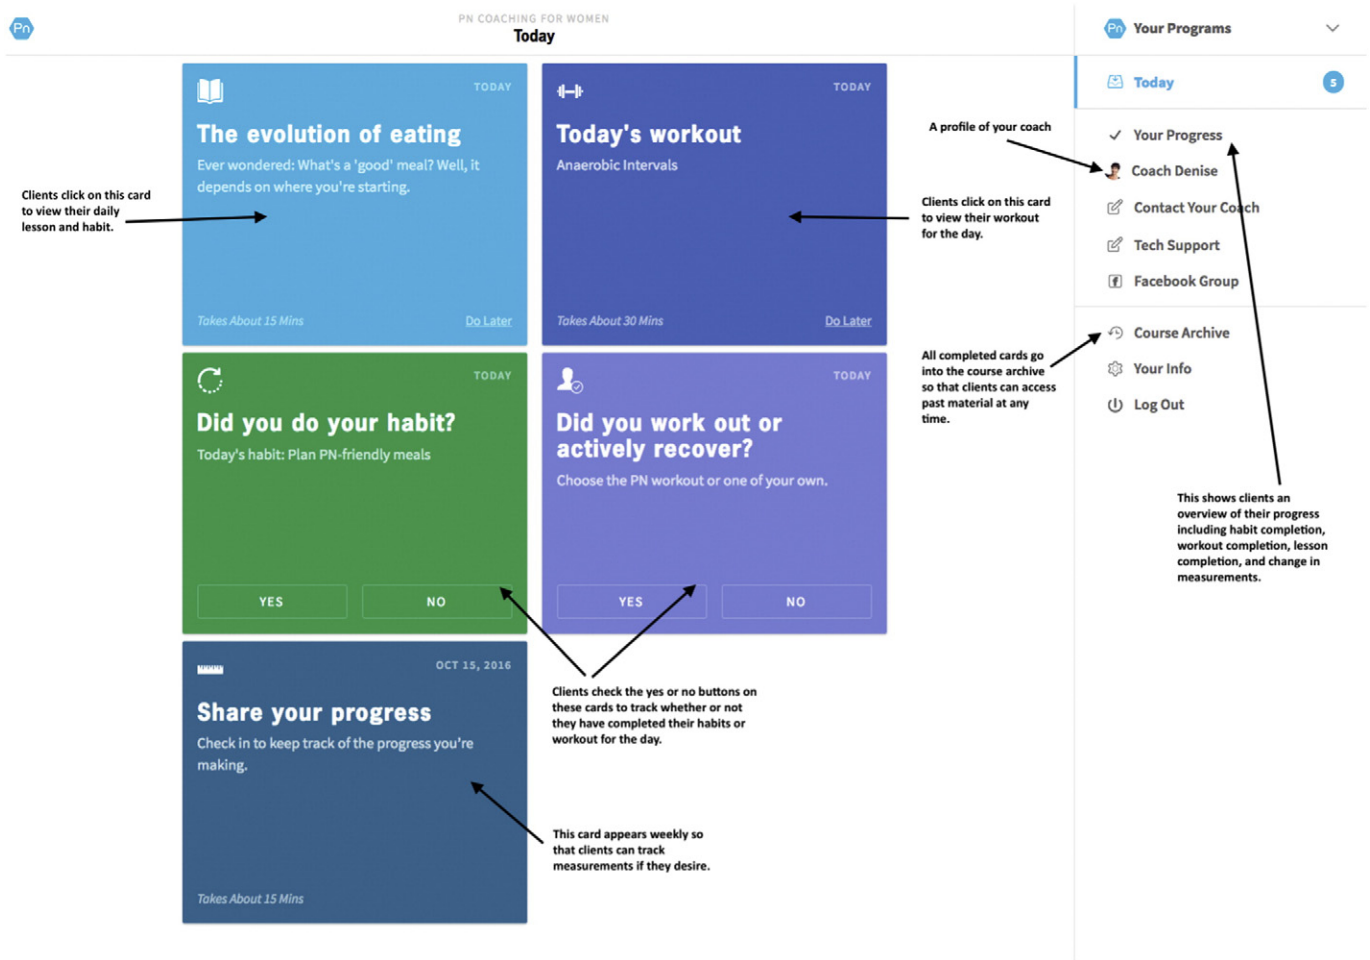 Pn
PN COACHING FOR WOMEN
Today
Pn Your Programs
Today 5
Your Progress
Coach Denise
Contact Your Coach
Tech Support
Facebook Group
Course Archive
Your Info
Log Out
TODAY
The evolution of eating
Ever wondered: What's a 'good' meal? Well, it
depends on where you're starting.
Takes About 15 Mins Do Later
TODAY
Today's workout
Anaerobic Intervals
Takes About 30 Mins Do Later
TODAY
Did you do your habit?
Today's habit: Plan PN-friendly meals
YES NO
TODAY
Did you work out or
actively recover?
Choose the PN workout or one of your own.
YES NO
OCT 15, 2016
Share your progress
Check in to keep track of the progress you're
making.
Takes About 15 Mins
Clients click on this card
to view their daily
lesson and habit.
A profile of your coach
Clients click on this card
to view their workout
for the day.
All completed cards go
into the course archive
so that clients can access
past material at any
time.
This shows clients an
overview of their progress
including habit completion,
workout completion, lesson
completion, and change in
measurements.
Clients check the yes or no buttons on
these cards to track whether or not
they have completed their habits or
workout for the day.
This card appears weekly so
that clients can track
measurements if they desire.